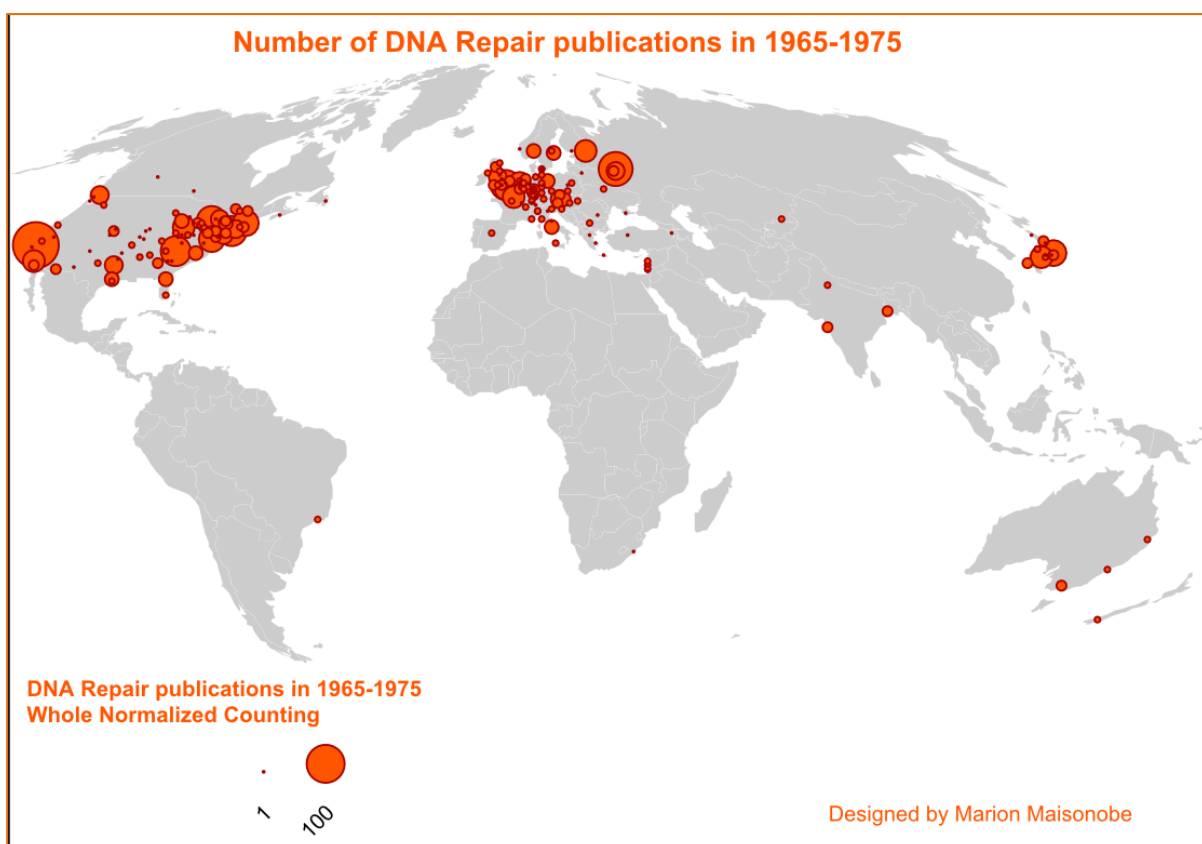 Number of DNA Repair publications in 1965-1975
DNA Repair publications in 1965-1975
Whole Normalized Counting
1
100
Designed by Marion Maisonobe